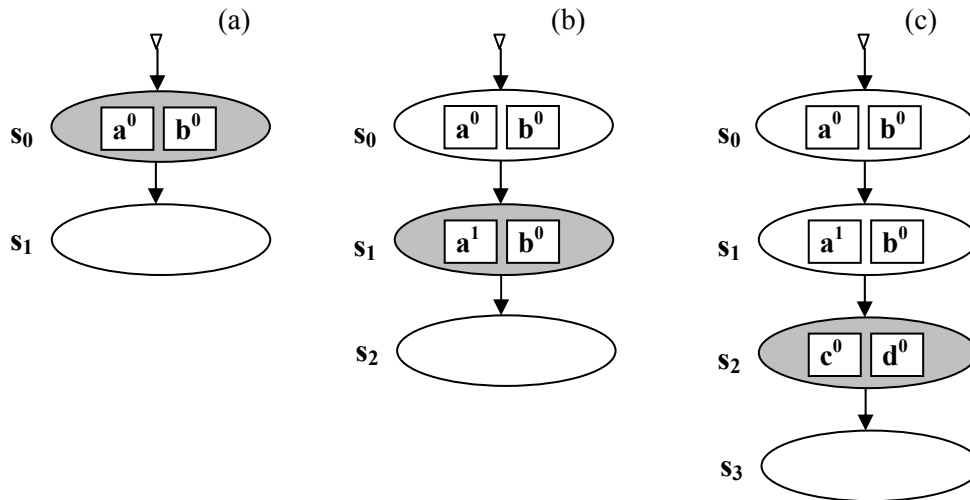 (a) (b) (c)
s₀ a⁰ b⁰ s₀ a⁰ b⁰ s₀ a⁰ b⁰
s₁ s₁ a¹ b⁰ s₁ a¹ b⁰
s₂ s₂ c⁰ d⁰
s₃